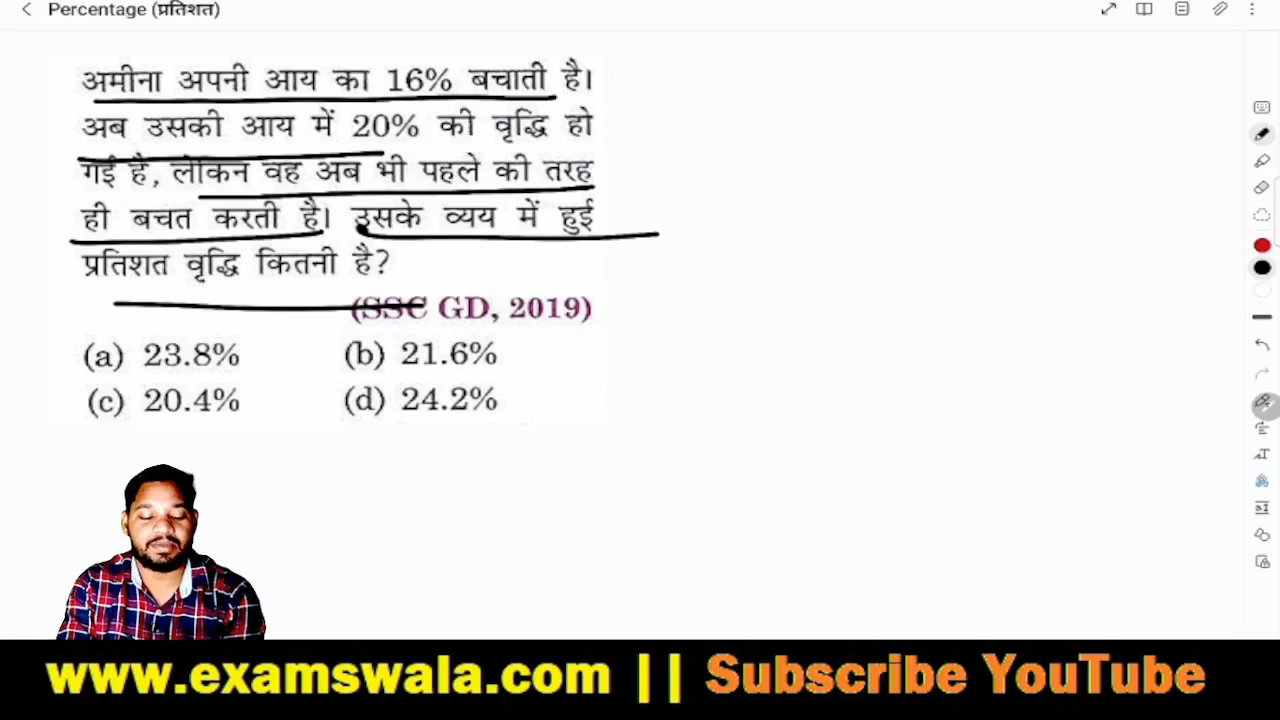 Percentage (प्रतिशत)
अमीना अपनी आय का 16% बचाती है।
अब उसकी आय में 20% की वृद्धि हो
गई है, लेकिन वह अब भी पहले की तरह
ही बचत करती है। उसके व्यय में हुई
प्रतिशत वृद्धि कितनी है?
(SSC GD, 2019)
(a) 23.8% (b) 21.6%
(c) 20.4% (d) 24.2%
www.examswala.com || Subscribe YouTube